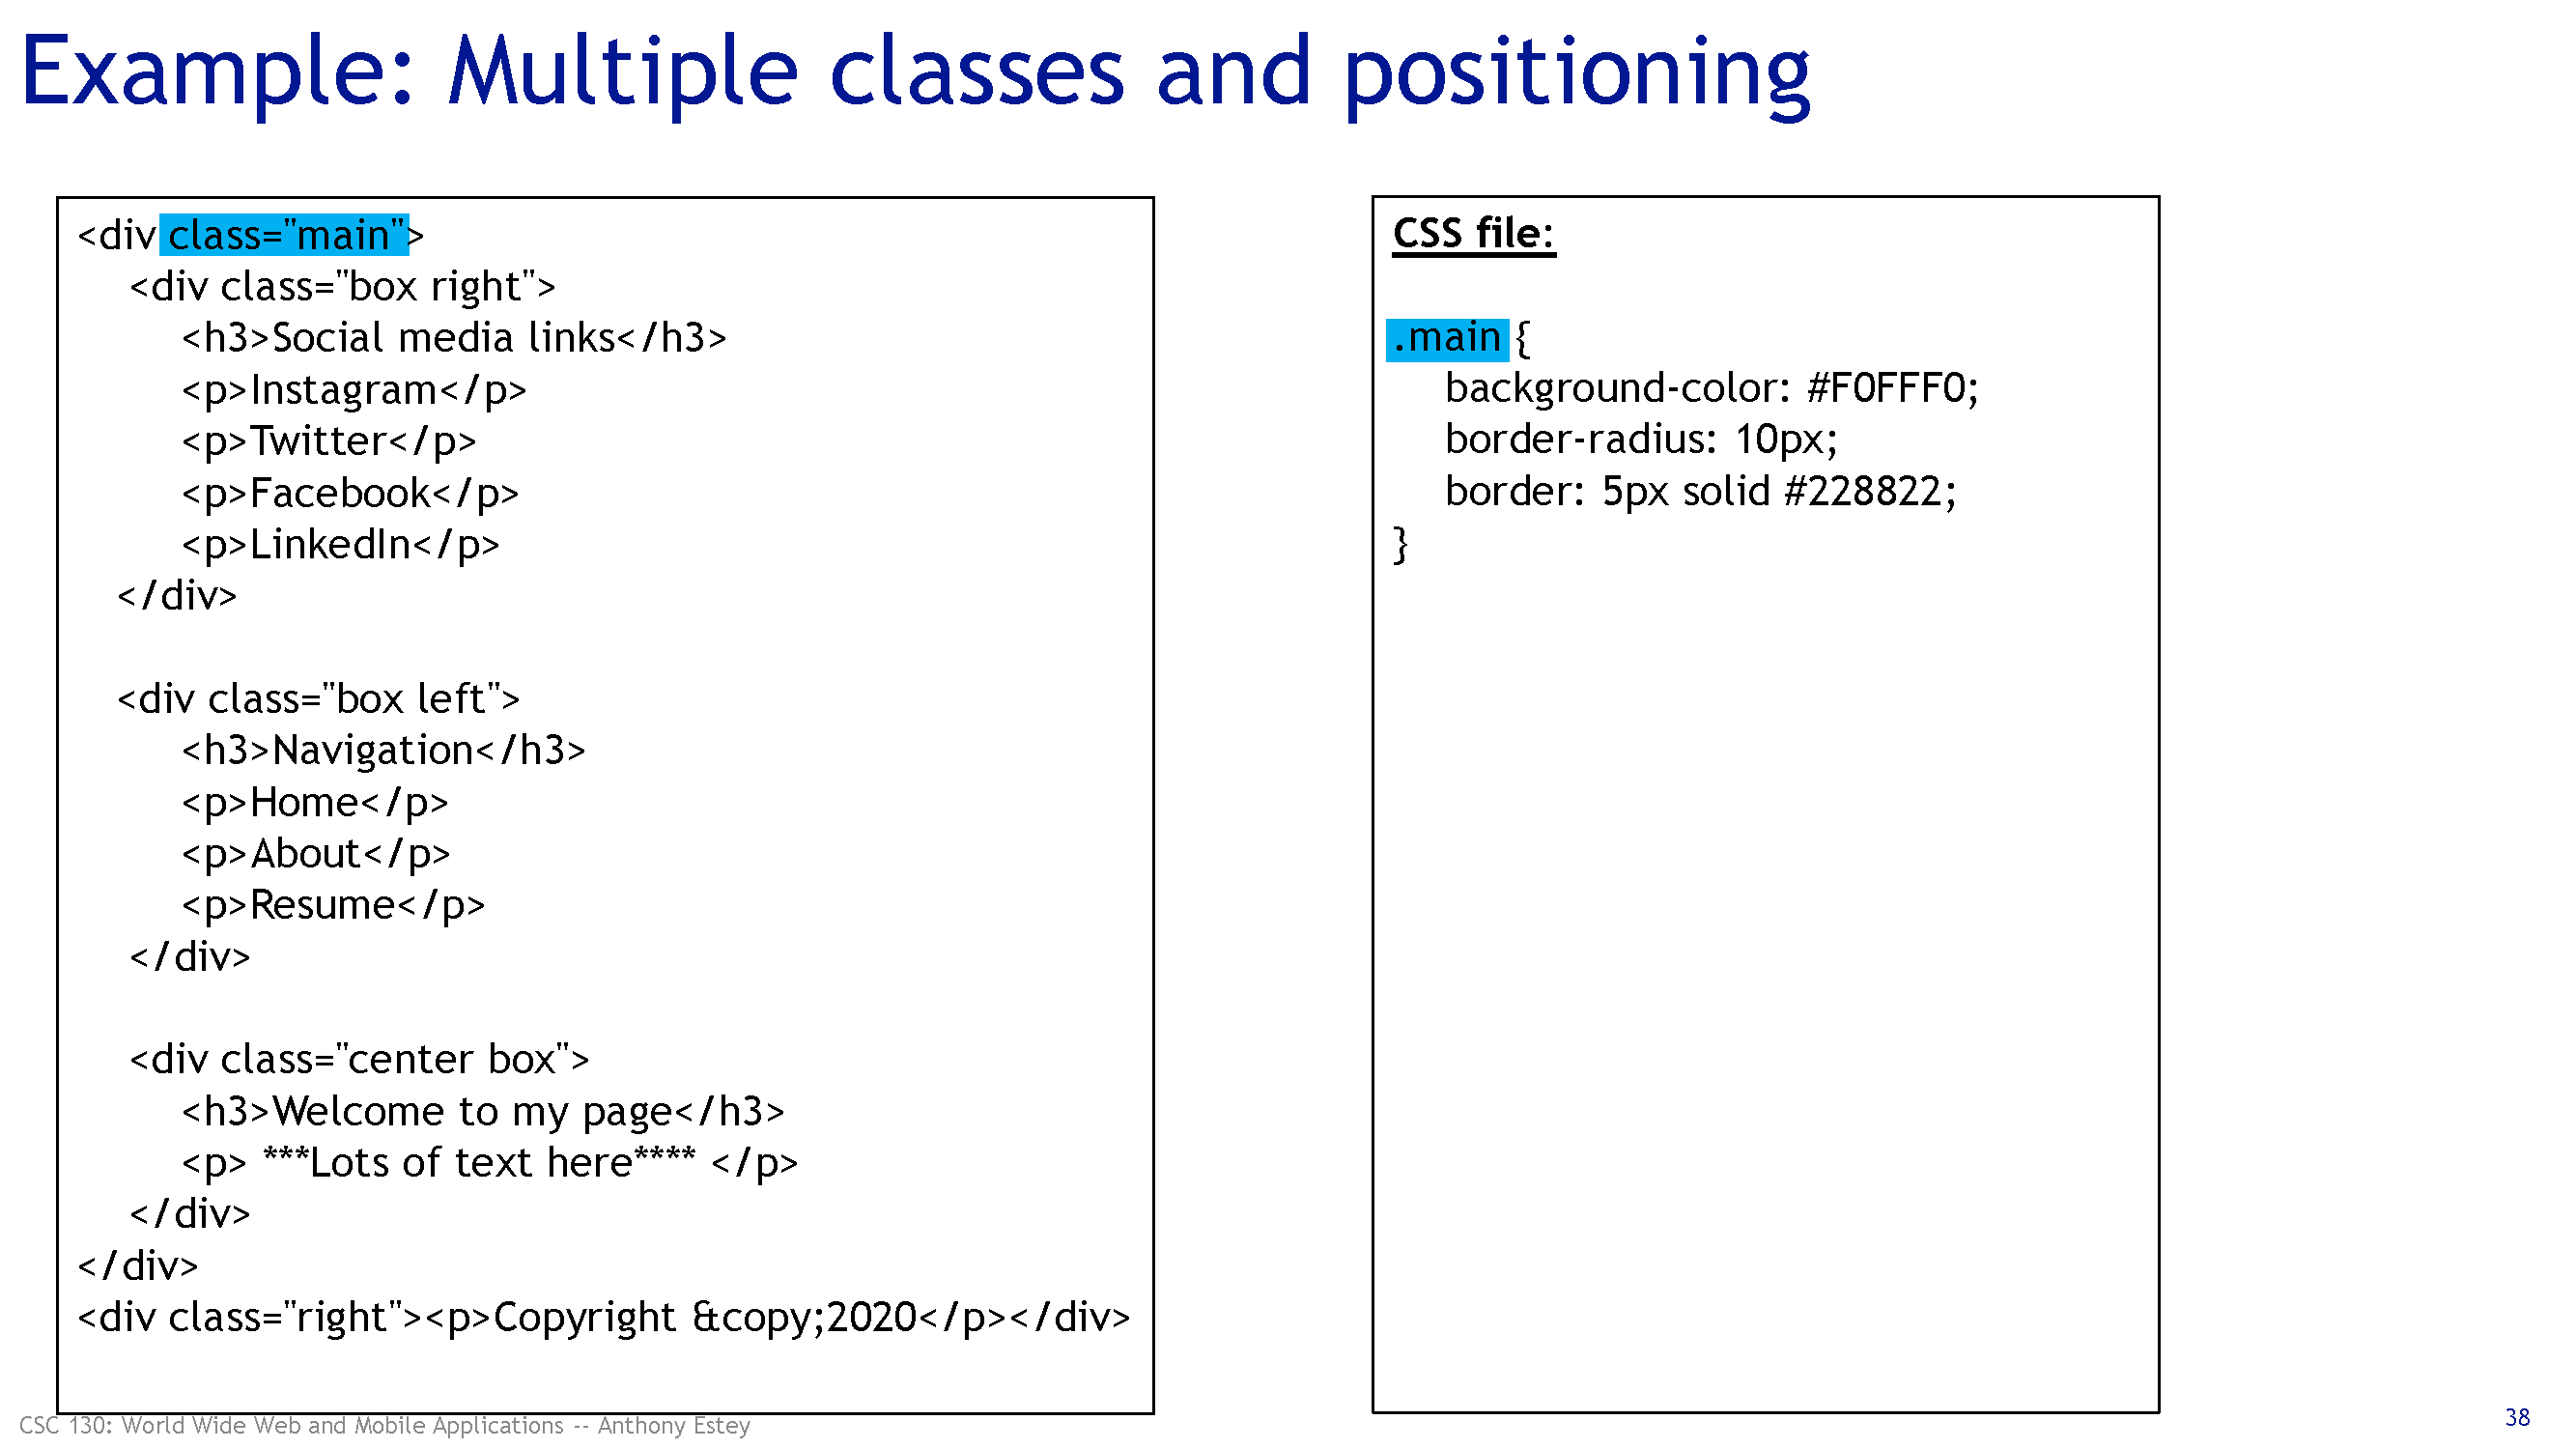 Example: Multiple classes and positioning
<div class="main">
<div class="box right">
<h3>Social media links</h3>
<p>Instagram</p>
<p>Twitter</p>
<p>Facebook</p>
<p>LinkedIn</p>
</div>
<div class="box left">
<h3>Navigation</h3>
<p>Home</p>
<p>About</p>
<p>Resume</p>
</div>
<div class="center box">
<h3>Welcome to my page</h3>
<p> ***Lots of text here**** </p>
</div>
</div>
<div class="right"><p>Copyright &copy;2020</p></div>
CSS file:
.main {
background-color: #F0FFF0;
border-radius: 10px;
border: 5px solid #228822;
}
CSC 130: World Wide Web and Mobile Applications -- Anthony Estey
38